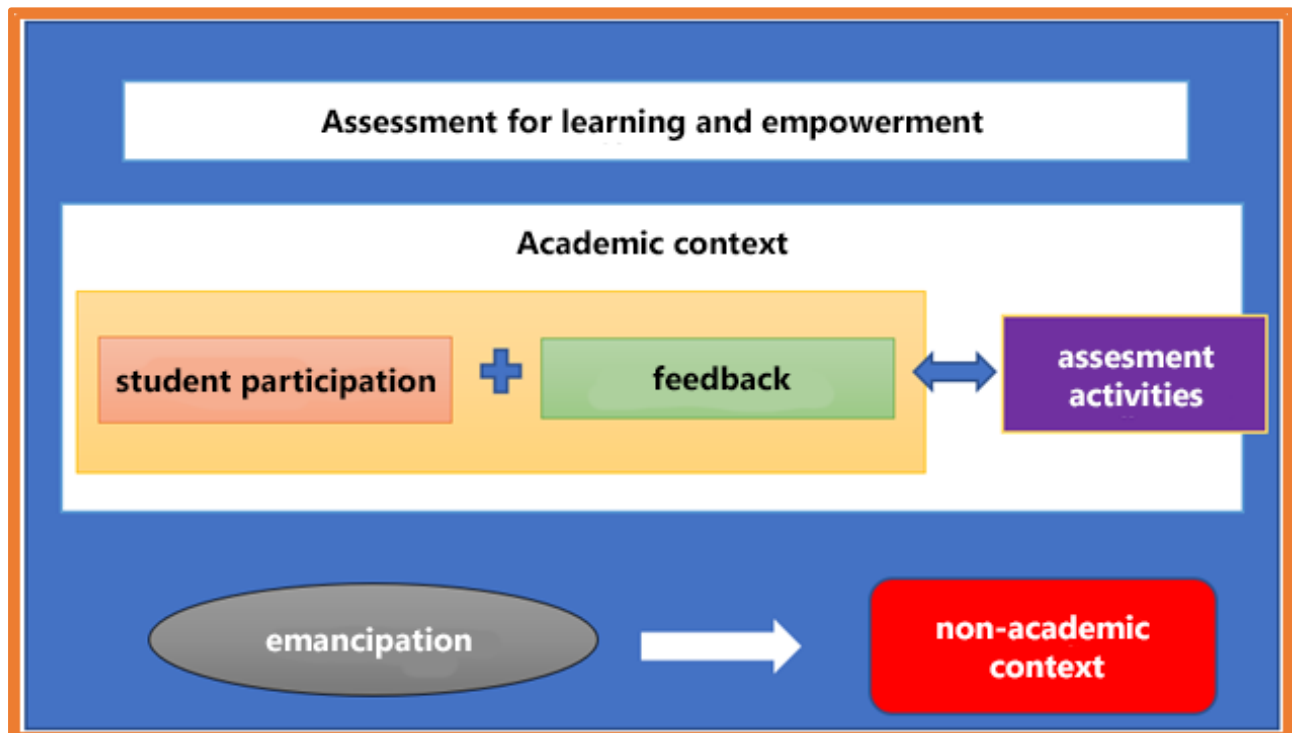 Assessment for learning and empowerment
Academic context
student participation
feedback
assesment
activities
emancipation
non-academic
context